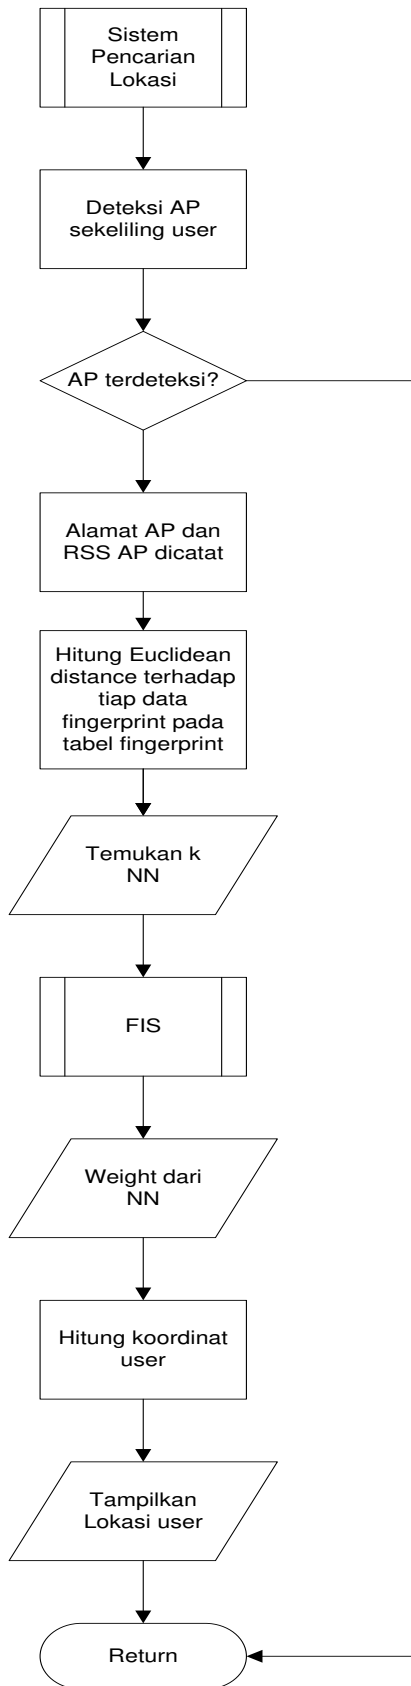 Sistem
Pencarian
Lokasi
Deteksi AP
sekeliling user
AP terdeteksi?
Alamat AP dan
RSS AP dicatat
Hitung Euclidean
distance terhadap
tiap data
fingerprint pada
tabel fingerprint
Temukan k
NN
FIS
Weight dari
NN
Hitung koordinat
user
Tampilkan
Lokasi user
Return